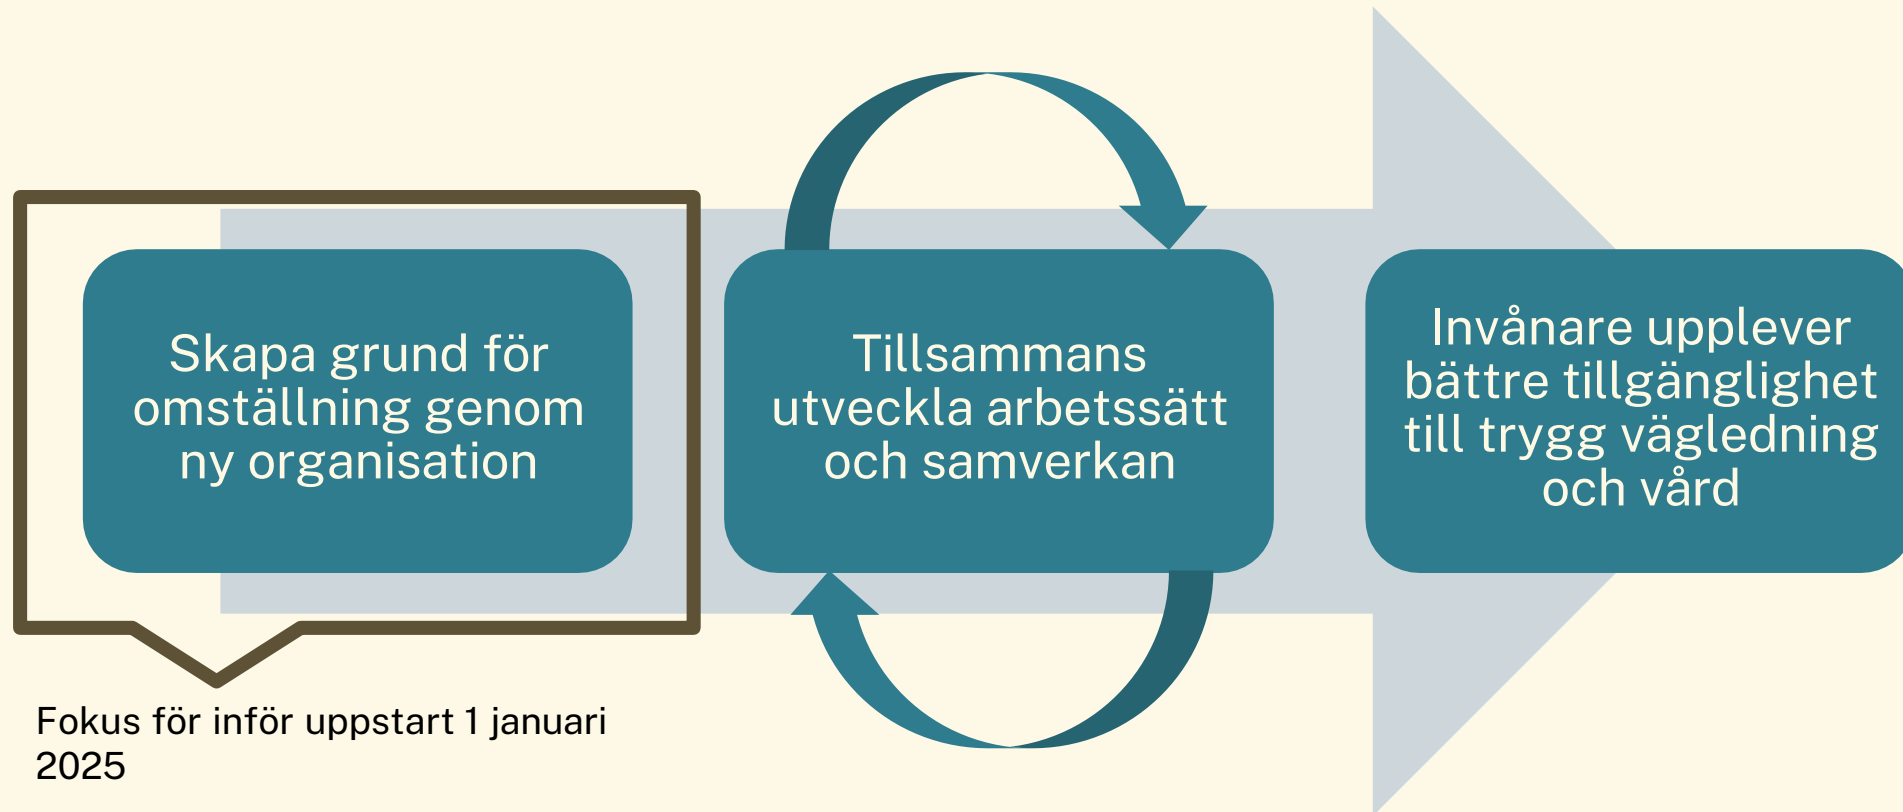 Skapa grund för
omställning genom
ny organisation
Tillsammans
utveckla arbetssätt
och samverkan
Invånare upplever
bättre tillgänglighet
till trygg vägledning
och vård
Fokus för inför uppstart 1 januari
2025